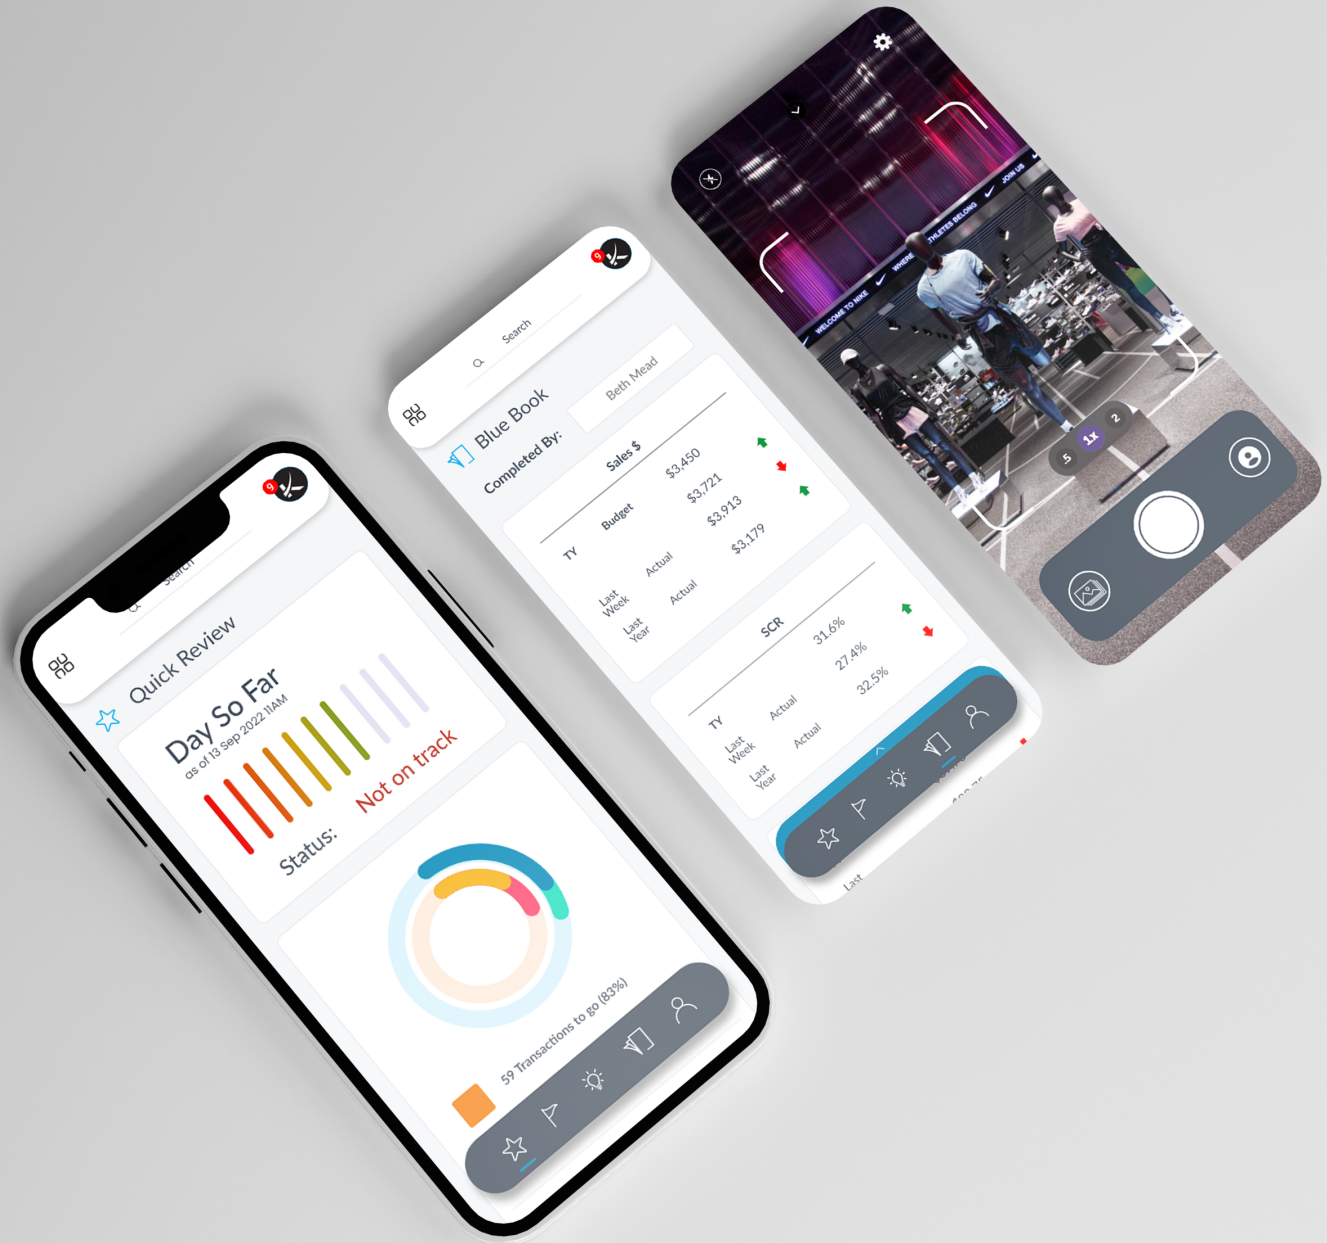 9
Search
Quick Review
Day So Far
as of 13 Sep 2022 11AM
Status: Not on track
59 Transactions to go (83%)
9
Search
Blue Book
Completed By: Beth Mead
Sales $
TY Budget $3,450
$3,721
Last Week Actual $3,913
Last Year Actual $3,179
SCR
TY 31.6%
Last Week Actual 27.4%
Last Year Actual 32.5%
Last
WELCOME TO NIKE WHERE ATHLETES BELONG JOIN US
.5 1x 2